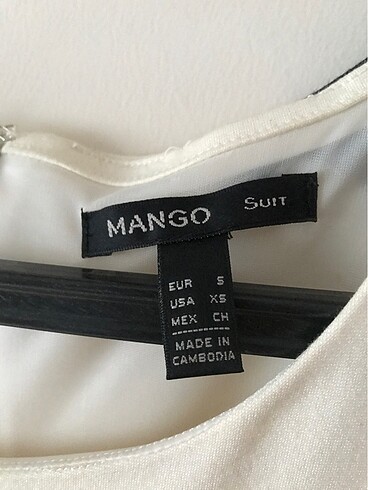 MANGO SUIT
EUR S
USA XS
MEX CH
MADE IN
CAMBODIA